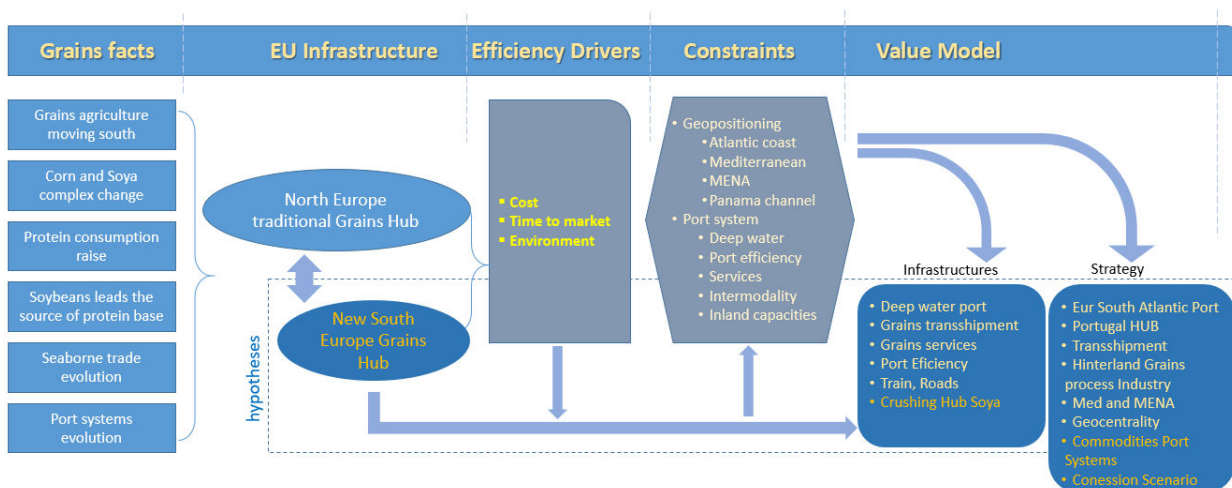 Grains facts
EU Infrastructure
Efficiency Drivers
Constraints
Value Model
Grains agriculture
moving south
Corn and Soya
complex change
Protein consumption
raise
Soybeans leads the
source of protein base
Seaborne trade
evolution
Port systems
evolution
North Europe
traditional Grains Hub
New South
Europe Grains
Hub
hypotheses
▪ Cost
▪ Time to market
▪ Environment
• Geopositioning
• Atlantic coast
• Mediterranean
• MENA
• Panama channel
• Port system
• Deep water
• Port efficiency
• Services
• Intermodality
• Inland capacities
Infrastructures
• Deep water port
• Grains transshipment
• Grains services
• Port Eficiency
• Train, Roads
• Crushing Hub Soya
Strategy
• Eur South Atlantic Port
• Portugal HUB
• Transshipment
• Hinterland Grains
process Industry
• Med and MENA
• Geocentrality
• Commodities Port
Systems
• Conession Scenario